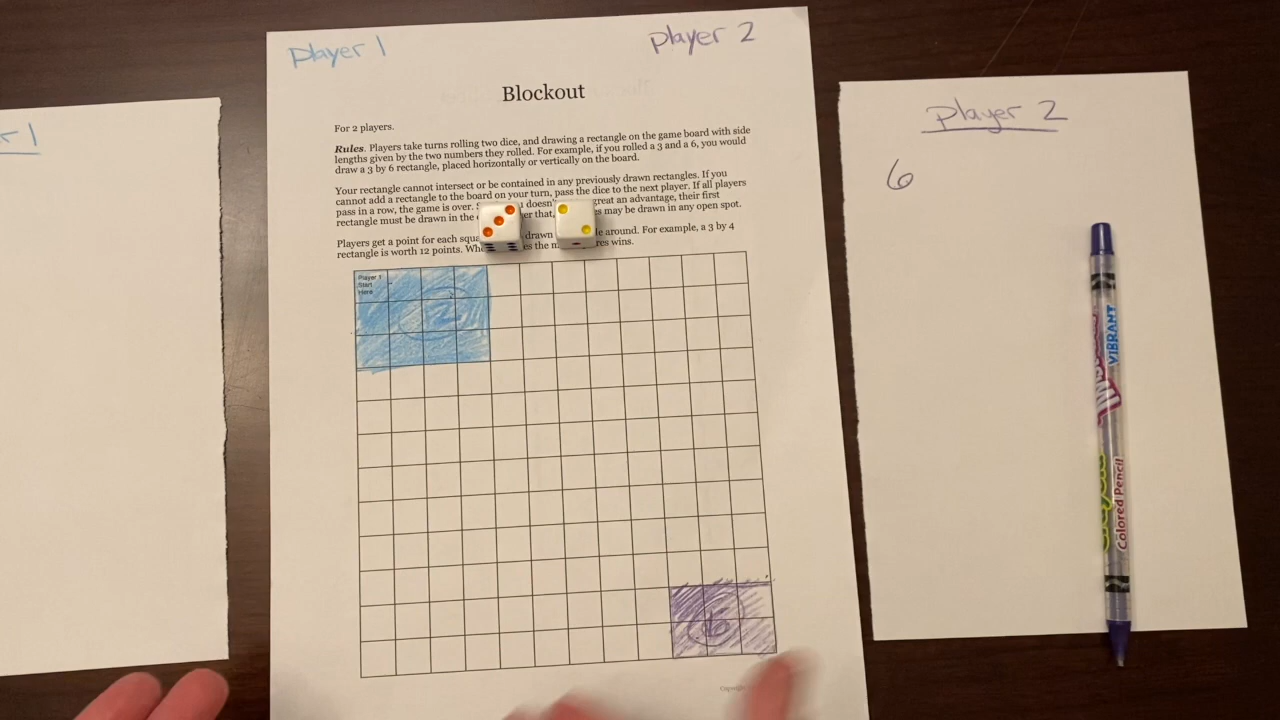 Player 1
Player 2
Blockout
For 2 players.
Rules. Players take turns rolling two dice, and drawing a rectangle on the game board with side
lengths given by the two numbers they rolled. For example, if you rolled a 3 and a 6, you would
draw a 3 by 6 rectangle, placed horizontally or vertically on the board.
Your rectangle cannot intersect or be contained in any previously drawn rectangles. If you
cannot add a rectangle to the board on your turn, pass the dice to the next player. If all players
pass in a row, the game is over. doesn' great an advantage, their first
rectangle must be drawn in the that, may be drawn in any open spot.
Players get a point for each squa drawn around. For example, a 3 by 4
rectangle is worth 12 points. Wh the wins.
Player 1
Start
Here
6
r 1
Player 2
6
VIBRANT
Colored Pencil